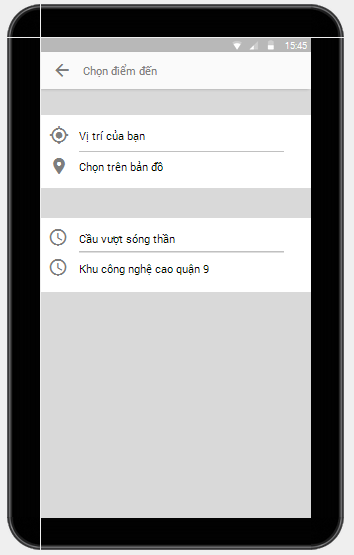 15:45
Chọn điểm đến
Vị trí của bạn
Chọn trên bản đồ
Cầu vượt sóng thần
Khu công nghệ cao quận 9